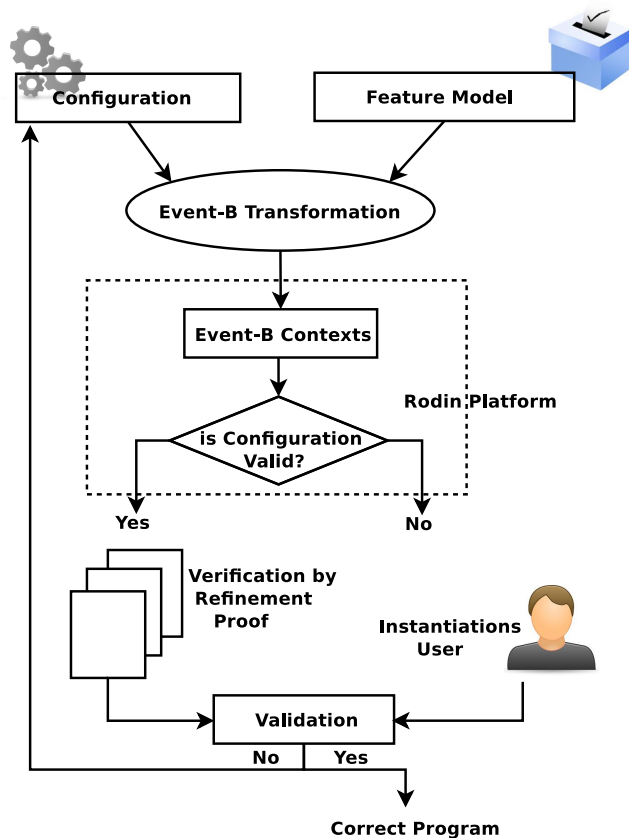 Configuration
Feature Model
Event-B Transformation
Event-B Contexts
Rodin Platform
is Configuration
Valid?
Yes
No
Verification by
Refinement
Proof
Instantiations
User
Validation
No
Yes
Correct Program